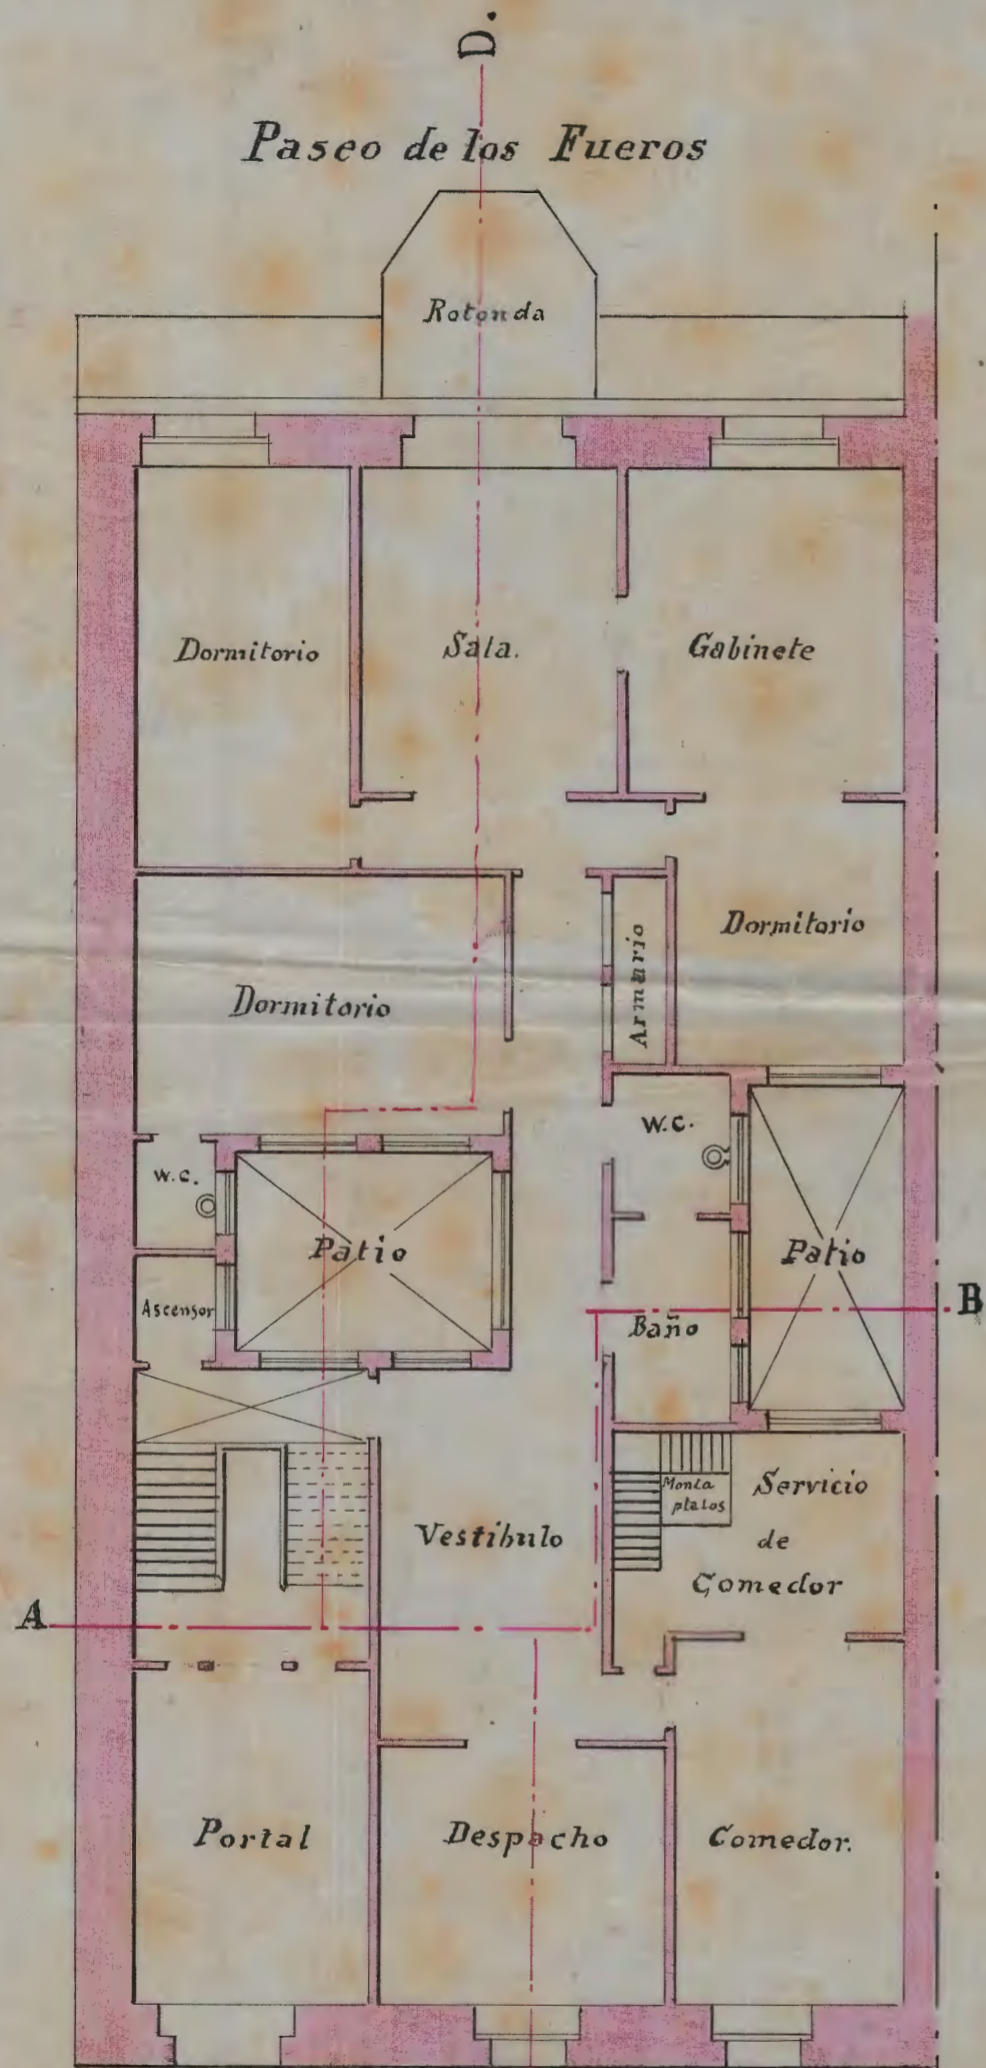 D.
Paseo de los Fueros
Rotonda
Dormitorio
Sala.
Gabinete
Dormitorio
Armario
Dormitorio
W.C.
W.C.
Patio
Patio
Ascensor
Baño
B
Monta
platos
Servicio
de
Comedor
Vestibulo
A
Portal
Despacho
Comedor.